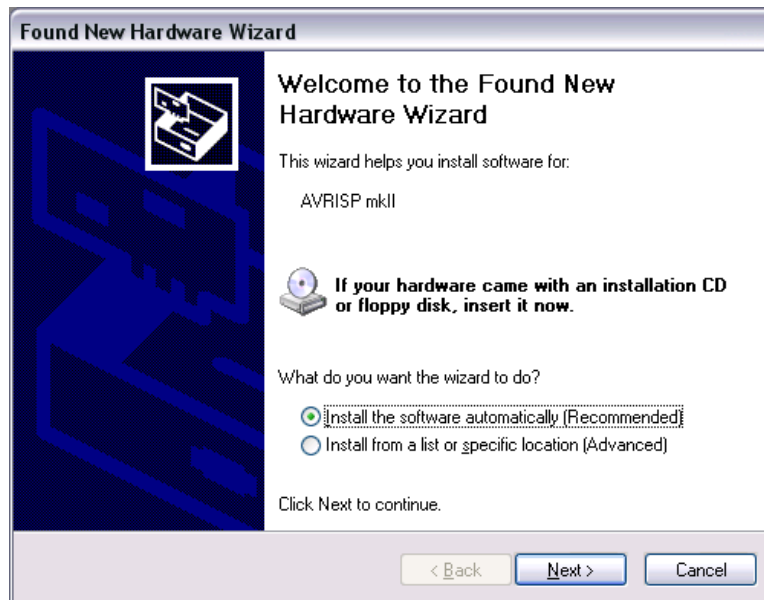 Found New Hardware Wizard
Welcome to the Found New
Hardware Wizard
This wizard helps you install software for:
AVRISP mkII
If your hardware came with an installation CD
or floppy disk, insert it now.
What do you want the wizard to do?
Install the software automatically (Recommended)
Install from a list or specific location (Advanced)
Click Next to continue.
< Back Next > Cancel